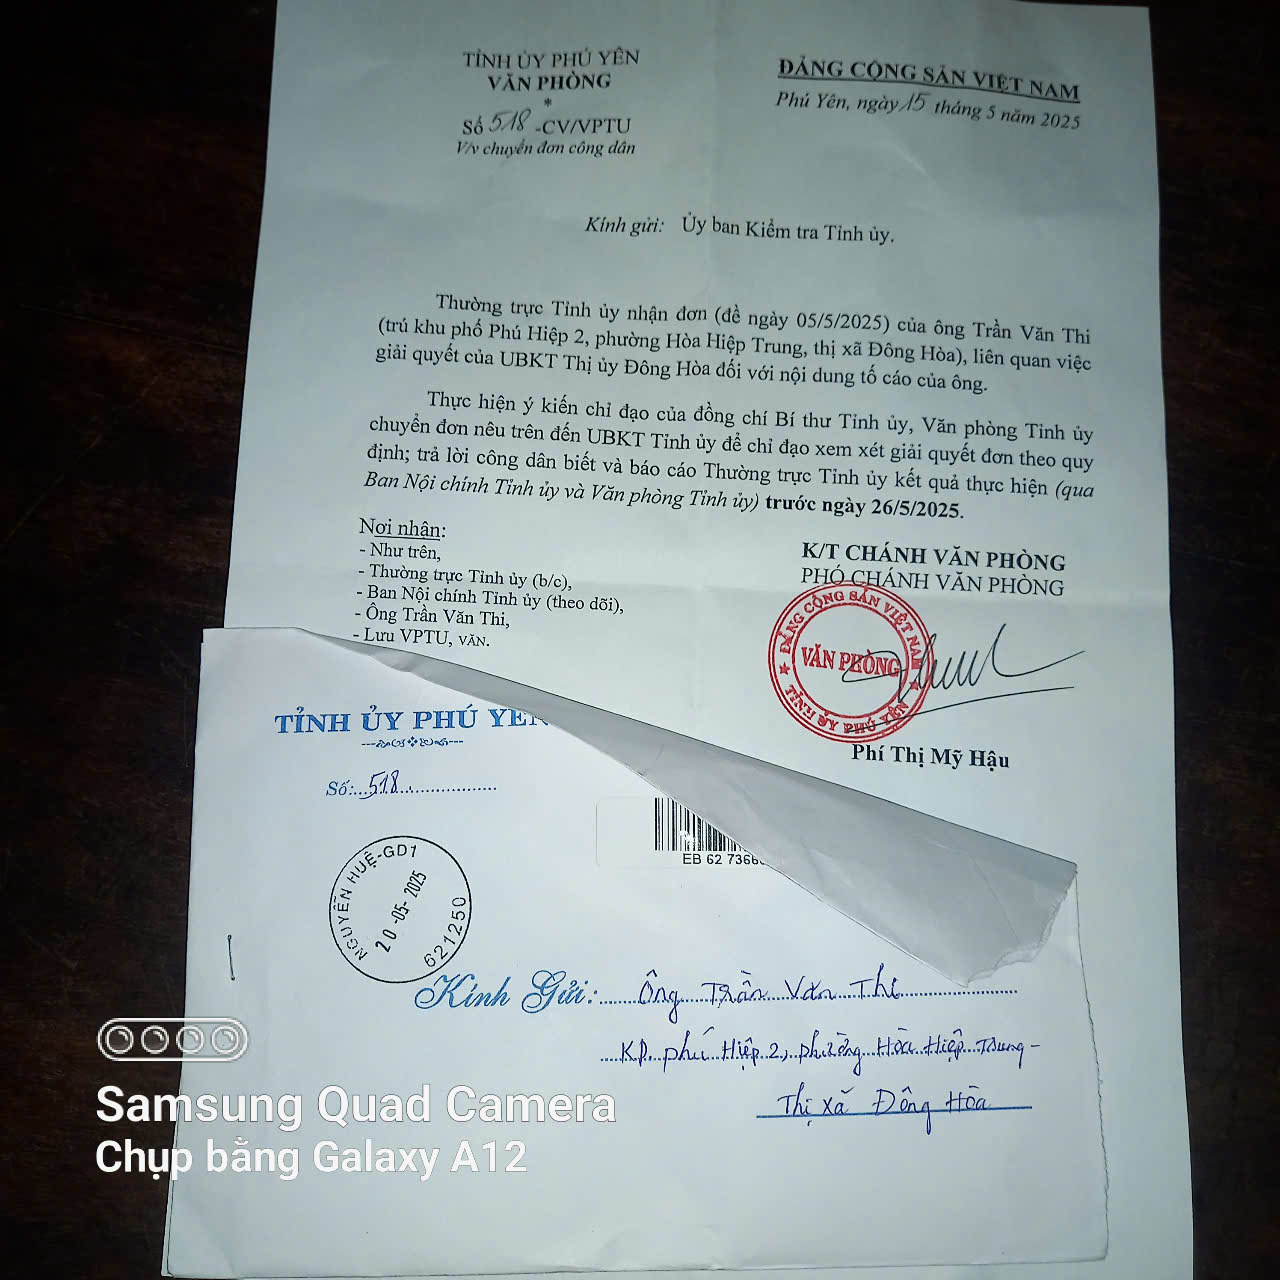 TỈNH ỦY PHÚ YÊN
VĂN PHÒNG
*
Số 518 -CV/VPTU
V/v chuyển đơn công dân
ĐẢNG CỘNG SẢN VIỆT NAM
Phú Yên, ngày 15 tháng 5 năm 2025
Kính gửi: Ủy ban Kiểm tra Tỉnh ủy.
Thường trực Tỉnh ủy nhận đơn (đề ngày 05/5/2025) của ông Trần Văn Thi
(trú khu phố Phú Hiệp 2, phường Hòa Hiệp Trung, thị xã Đông Hòa), liên quan việc
giải quyết của UBKT Thị ủy Đông Hòa đối với nội dung tố cáo của ông.
Thực hiện ý kiến chỉ đạo của đồng chí Bí thư Tỉnh ủy, Văn phòng Tỉnh ủy
chuyển đơn nêu trên đến UBKT Tỉnh ủy để chỉ đạo xem xét giải quyết đơn theo quy
định; trả lời công dân biết và báo cáo Thường trực Tỉnh ủy kết quả thực hiện (qua
Ban Nội chính Tỉnh ủy và Văn phòng Tỉnh ủy) trước ngày 26/5/2025.
Nơi nhận:
- Như trên,
- Thường trực Tỉnh ủy (b/c),
- Ban Nội chính Tỉnh ủy (theo dõi),
- Ông Trần Văn Thi,
- Lưu VPTU, VĂN.
K/T CHÁNH VĂN PHÒNG
PHÓ CHÁNH VĂN PHÒNG
ĐẢNG CỘNG SẢN VIỆT NAM
VĂN PHÒNG
TỈNH ỦY PHÚ YÊN
Phí Thị Mỹ Hậu
TỈNH ỦY PHÚ YÊN
Số:...518......................
EB 62 7366
NGUYỄN HUỆ-GD1
20-05-2025
621250
Kính Gửi:......Ông Trần Văn Thi......................
....KP. phú Hiệp 2, phường Hòa Hiệp Trung-
Thị xã Đông Hòa
Samsung Quad Camera
Chụp bằng Galaxy A12